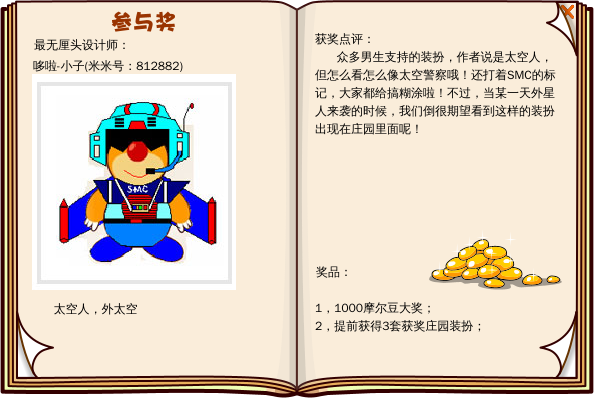 参与奖
最无厘头设计师：
哆啦-小子(米米号：812882)
SMC
太空人，外太空
获奖点评：
众多男生支持的装扮，作者说是太空人，
但怎么看怎么像太空警察哦！还打着SMC的标
记，大家都给搞糊涂啦！不过，当某一天外星
人来袭的时候，我们倒很期望看到这样的装扮
出现在庄园里面呢！
奖品：
1，1000摩尔豆大奖；
2，提前获得3套获奖庄园装扮；